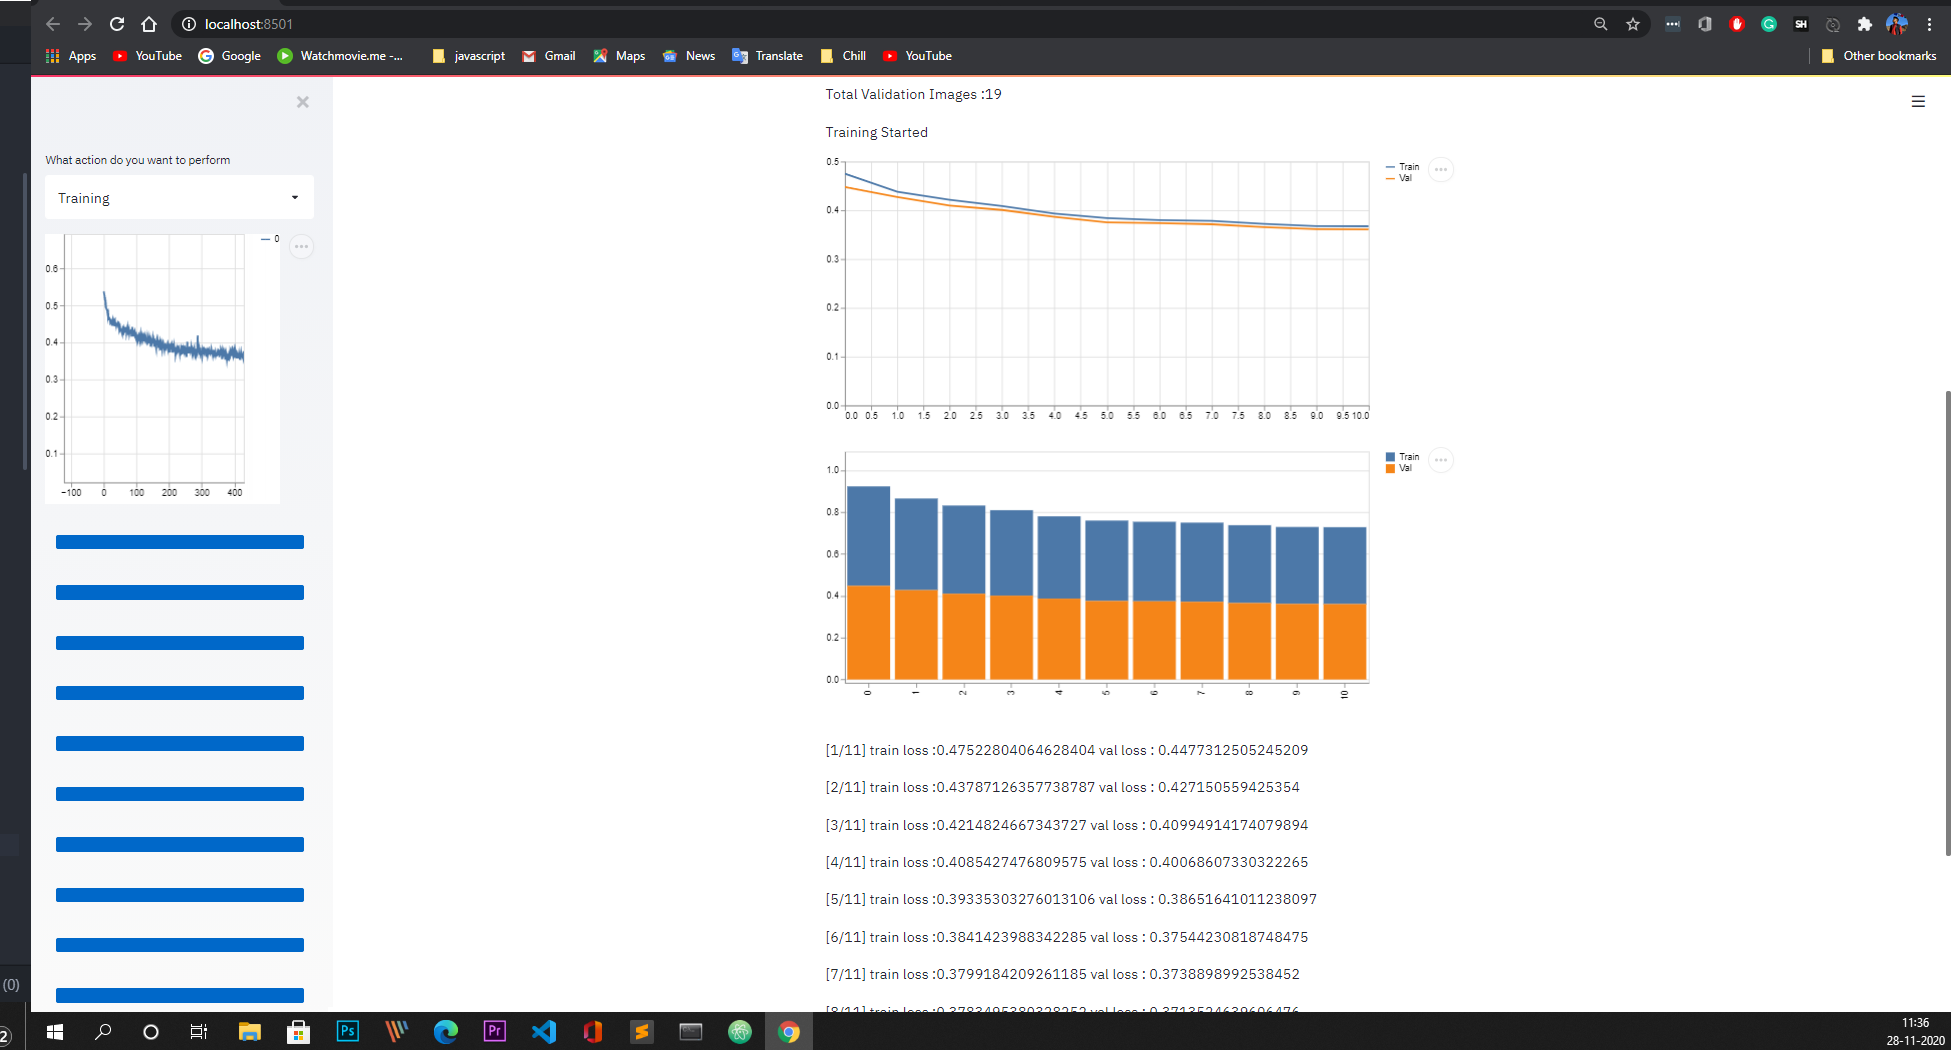 localhost:8501
Apps
YouTube
Google
Watchmovie.me -...
javascript
Gmail
Maps
News
Translate
Chill
YouTube
Other bookmarks
What action do you want to perform
Training
0
0.6
0.5
0.4
0.3
0.2
0.1
−100 0 100 200 300 400
Total Validation Images :19
Training Started
Train
Val
0.5
0.4
0.3
0.2
0.1
0.0
0.0 0.5 1.0 1.5 2.0 2.5 3.0 3.5 4.0 4.5 5.0 5.5 6.0 6.5 7.0 7.5 8.0 8.5 9.0 9.5 10.0
Train
Val
1.0
0.8
0.6
0.4
0.2
0.0
0 1 2 3 4 5 6 7 8 9 10
[1/11] train loss :0.47522804064628404 val loss : 0.4477312505245209
[2/11] train loss :0.43787126357738787 val loss : 0.427150559425354
[3/11] train loss :0.4214824667343727 val loss : 0.40994914174079894
[4/11] train loss :0.4085427476809575 val loss : 0.40068607330322265
[5/11] train loss :0.39335303276013106 val loss : 0.38651641011238097
[6/11] train loss :0.3841423988342285 val loss : 0.37544230818748475
[7/11] train loss :0.3799184209261185 val loss : 0.3738898992538452
(0)
2
SH
Ps
Pr
11:36
28-11-2020